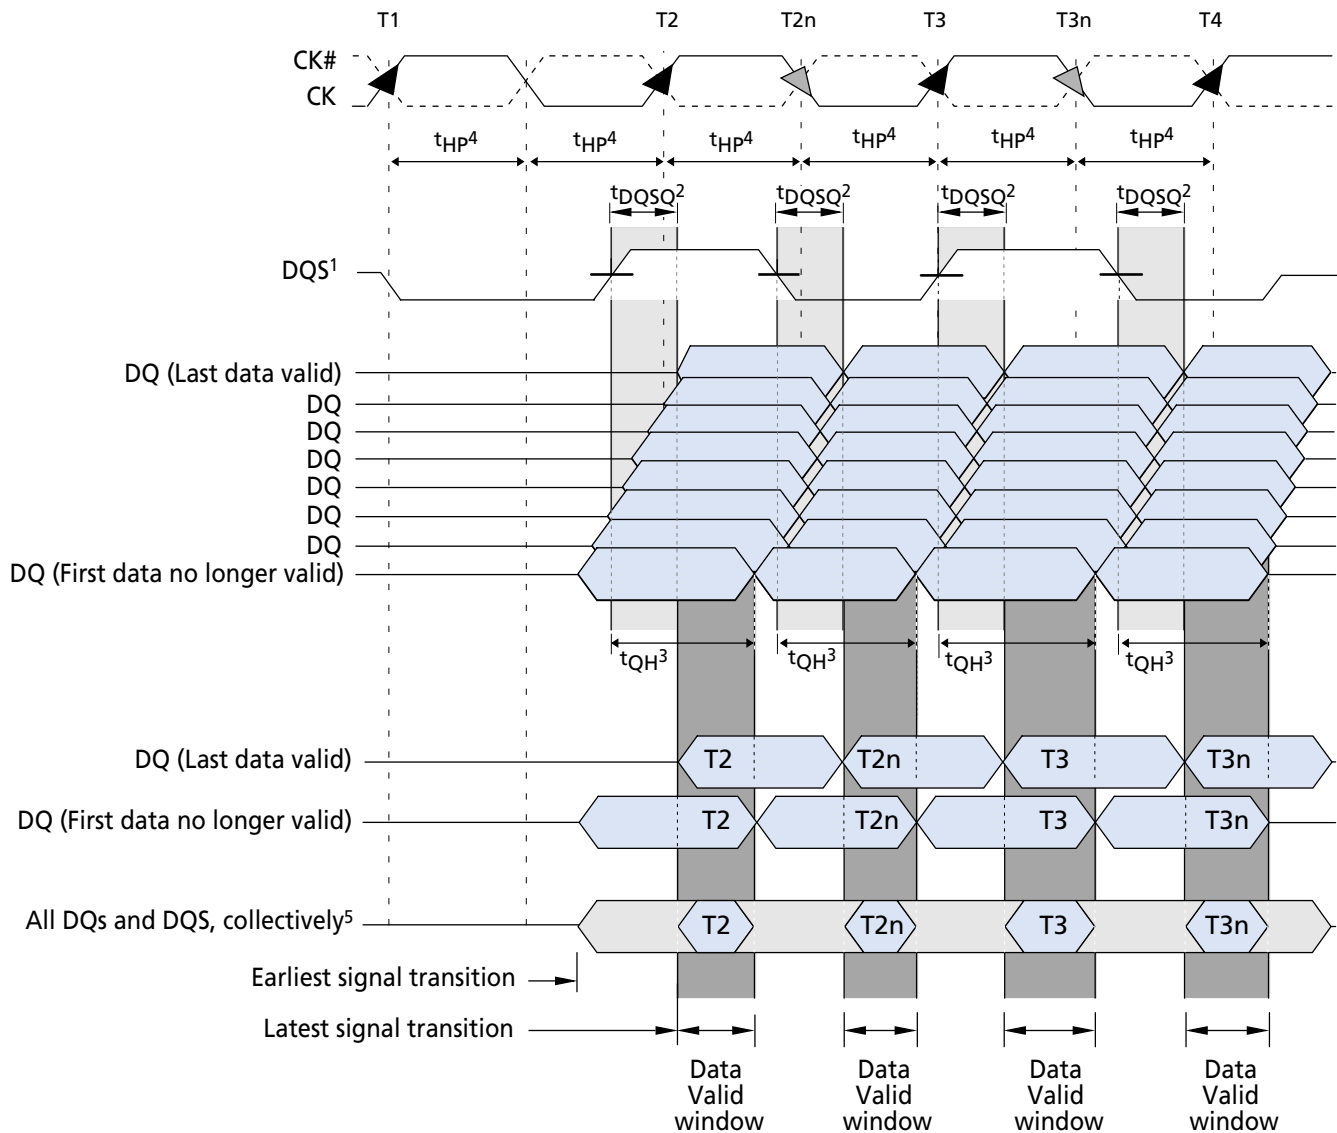 T1 T2 T2n T3 T3n T4
CK#
CK
tHP4 tHP4 tHP4 tHP4 tHP4 tHP4
tDQSQ2 tDQSQ2 tDQSQ2 tDQSQ2
DQS1
DQ (Last data valid)
DQ
DQ
DQ
DQ
DQ
DQ
DQ (First data no longer valid)
tQH3 tQH3 tQH3 tQH3
DQ (Last data valid) T2 T2n T3 T3n
DQ (First data no longer valid) T2 T2n T3 T3n
All DQs and DQS, collectively5 T2 T2n T3 T3n
Earliest signal transition
Latest signal transition
Data Data Data Data
Valid Valid Valid Valid
window window window window